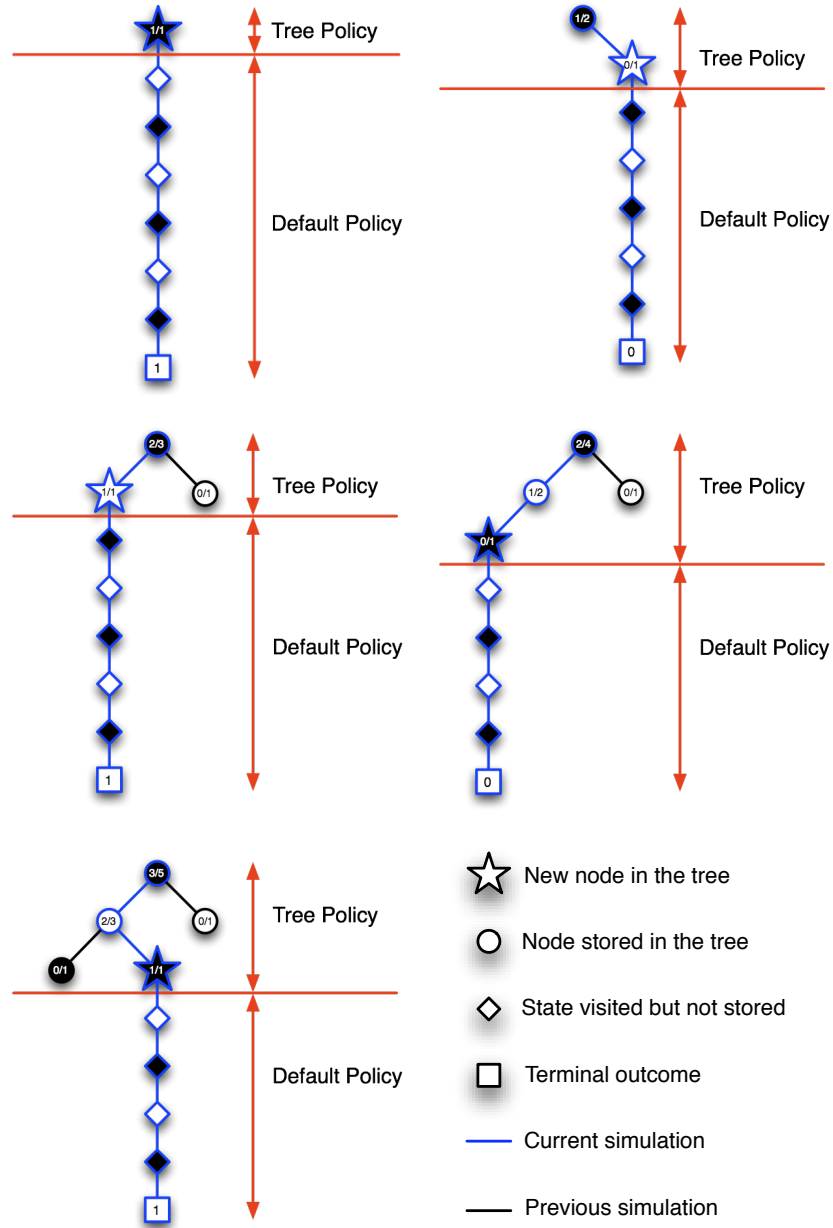 1/1
Tree Policy
Default Policy
1
1/2
0/1
Tree Policy
Default Policy
0
2/3
1/1
0/1
Tree Policy
Default Policy
1
2/4
1/2
0/1
0/1
Tree Policy
Default Policy
0
3/5
2/3
0/1
0/1
1/1
Tree Policy
Default Policy
1
New node in the tree
Node stored in the tree
State visited but not stored
Terminal outcome
Current simulation
Previous simulation